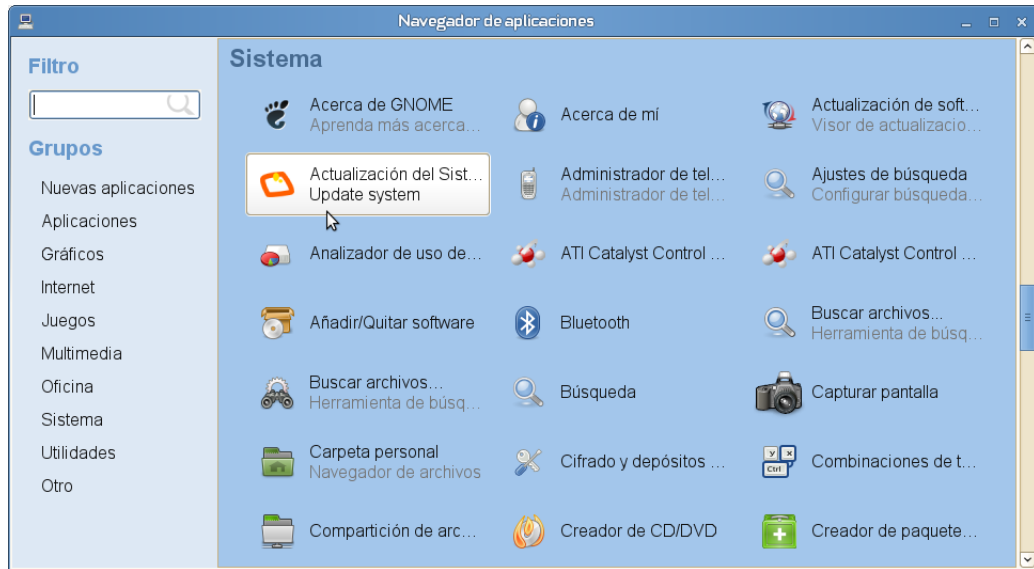 Navegador de aplicaciones
Filtro
Grupos
Nuevas aplicaciones
Aplicaciones
Gráficos
Internet
Juegos
Multimedia
Oficina
Sistema
Utilidades
Otro
Sistema
Acerca de GNOME
Aprenda más acerca...
Acerca de mí
Actualización de soft...
Visor de actualizacio...
Actualización del Sist...
Update system
Administrador de tel...
Administrador de tel...
Ajustes de búsqueda
Configurar búsqueda...
Analizador de uso de...
ATI Catalyst Control ...
ATI Catalyst Control ...
Añadir/Quitar software
Bluetooth
Buscar archivos...
Herramienta de búsq...
Buscar archivos...
Herramienta de búsq...
Búsqueda
Capturar pantalla
Carpeta personal
Navegador de archivos
Cifrado y depósitos ...
Y X
Ctrl
Combinaciones de t...
Compartición de arc...
Creador de CD/DVD
Creador de paquete...